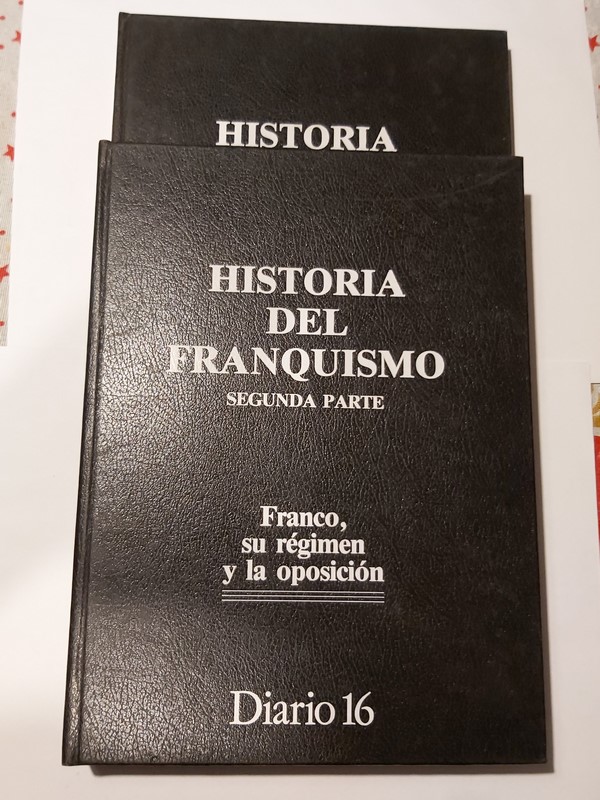 HISTORIA
HISTORIA
DEL
FRANQUISMO
SEGUNDA PARTE
Franco,
su régimen
y la oposición
Diario 16